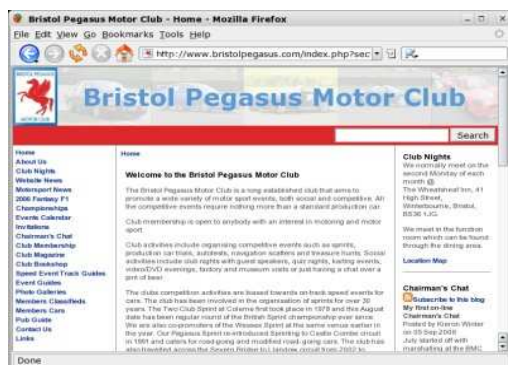 Bristol Pegasus Motor Club - Home - Mozilla Firefox
File Edit View Go Bookmarks Tools Help
http://www.bristolpegasus.com/index.php?sec
Bristol Pegasus Motor Club
Search
Home
About Us
Club Nights
Website News
Motorsport News
2006 Fantasy F1
Championships
Events Calendar
Invitations
Chairman's Chat
Club Membership
Club Magazine
Club Bookshop
Speed Event Track Guides
Event Guides
Photo Galleries
Members Classifieds
Members Cars
Pub Guide
Contact Us
Links
Home
Welcome to the Bristol Pegasus Motor Club
The Bristol Pegasus Motor Club is a long established club that aims to
promote a wide variety of motor sport events, both social and competitive. All
the competitive events require nothing more than a standard production car.
Club membership is open to anybody with an interest in motoring and motor
sport
Club activities include organising competitive events such as sprints,
production car trials, autotests, navigation scatters and treasure hunts. Social
activities include club nights with guest speakers, quiz nights, karting events,
video/DVD evenings, factory and museum visits or just having a chat over a
pint of beer.
The clubs competition activities are biased towards on-track speed events for
cars. The club has been involved in the organisation of sprints for over 30
years. The Two Club Sprint at Colerne first took place in 1978 and this August
date has been regular round of the British Sprint championship ever since
We are also co-promoters of the Wessex Sprint at the same venue earlier in
the year. Our Pegasus Sprint re-introduced Sprinting to Castle Combe circuit
in 1991 and caters for road-going and modified road-going cars. The club has
also travelled across the Severn Bridge to Llandow circuit from 2002 to
Club Nights
We normally meet on the
second Monday of each
month @
The Wheatsheaf Inn, 41
High Street,
Winterbourne, Bristol,
BS36 1JG.
We meet in the function
room which can be found
through the dining area.
Location Map
Chairman's Chat
Subscribe to this blog
My first on-line
Chairman's Chat
Posted by Kieron Winter
on 05 Sep 2006
July started off with
marshalling at the BMC
Done